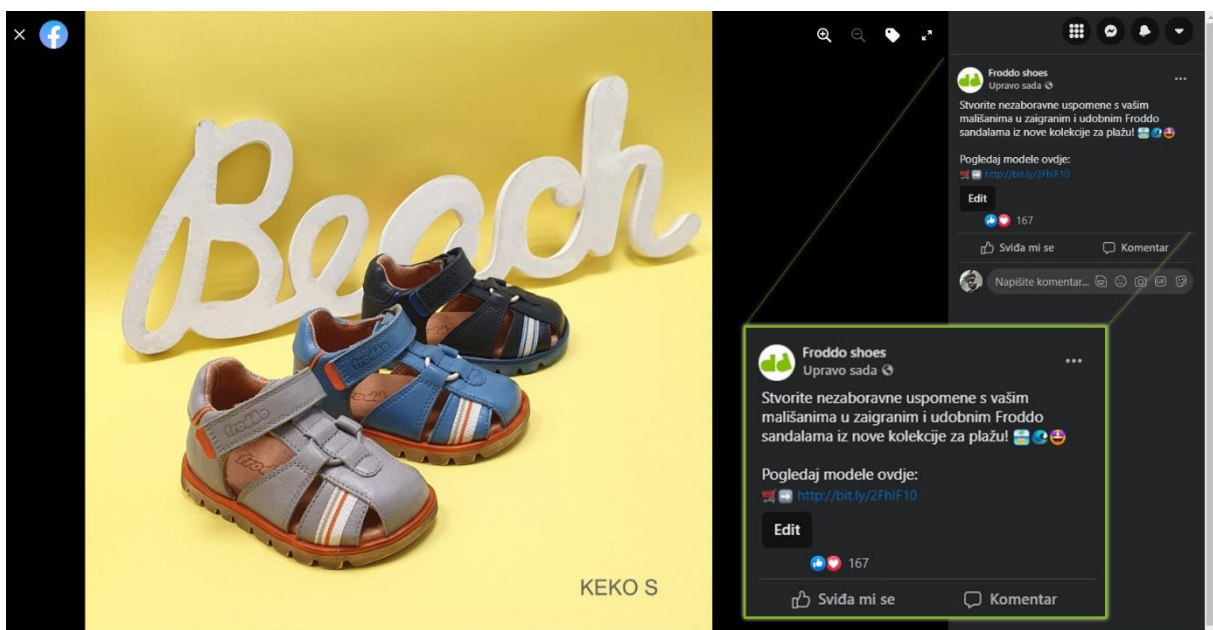 Beach
froddo
froddo
froddo
KEKO S
Froddo shoes
Upravo sada
Stvorite nezaboravne uspomene s vašim
mališanima u zaigranim i udobnim Froddo
sandalama iz nove kolekcije za plažu!
Pogledaj modele ovdje:
http://bit.ly/2FhIF10
Edit
167
Sviđa mi se
Komentar
Napišite komentar...
Froddo shoes
Upravo sada
Stvorite nezaboravne uspomene s vašim
mališanima u zaigranim i udobnim Froddo
sandalama iz nove kolekcije za plažu!
Pogledaj modele ovdje:
http://bit.ly/2FhIF10
Edit
167
Sviđa mi se
Komentar